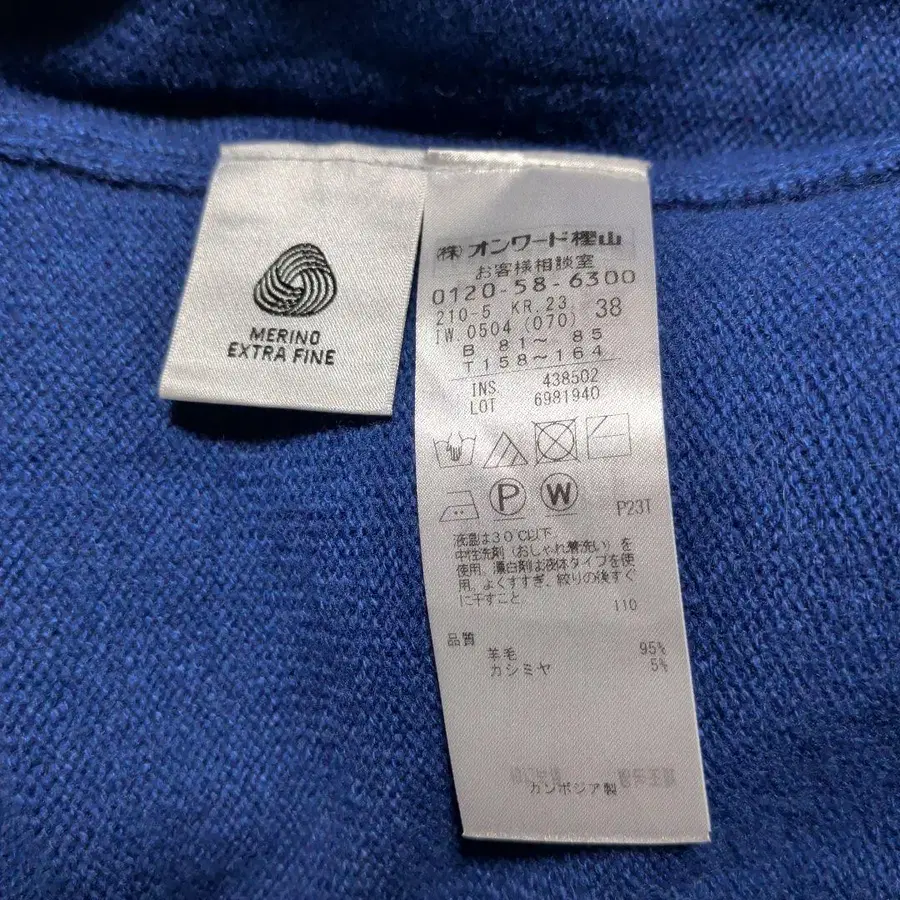 MERINO
EXTRA FINE
㈱オンワード樫山
お客様相談室
0120-58-6300
210-5 KR.23 38
IW.0504 (070)
B 81～ 85
T158～164
INS 438502
LOT 6981940
P
W
P23T
液温は30℃以下、
中性洗剤（おしゃれ着洗い）を
使用。漂白剤は液体タイプを使
用。よくすすぎ、絞りの後すぐ
に干すこと。
110
品質
羊毛 95%
カシミヤ 5%
カンボジア製